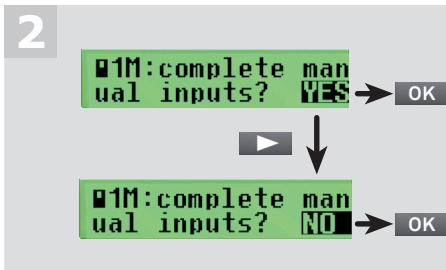 2
1M:complete man
ual inputs? YES
OK
1M:complete man
ual inputs? NO
OK